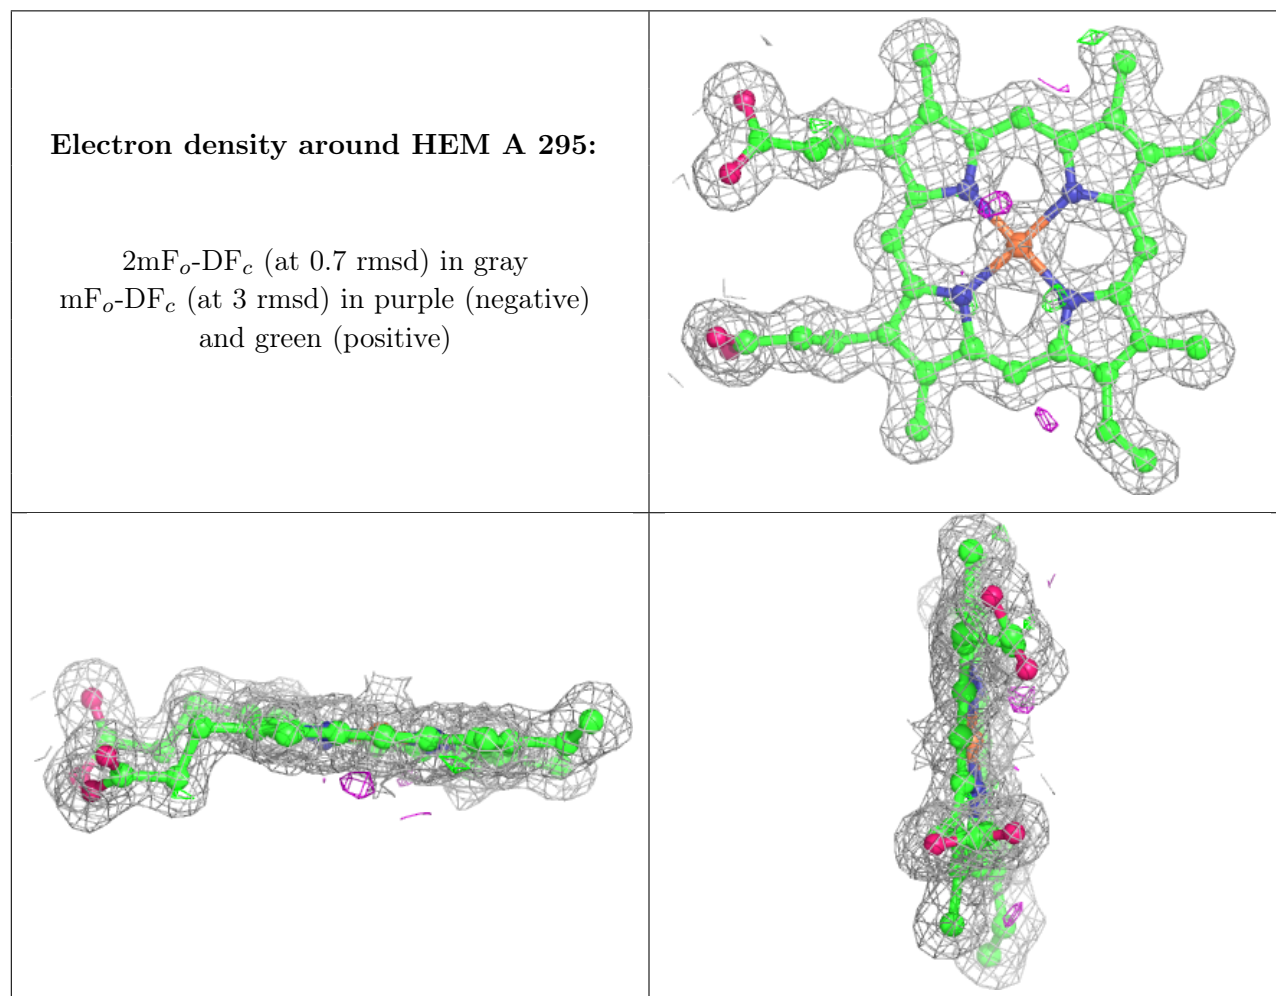 Electron density around HEM A 295:
2mFₒ-DF𝒸 (at 0.7 rmsd) in gray
mFₒ-DF𝒸 (at 3 rmsd) in purple (negative)
and green (positive)